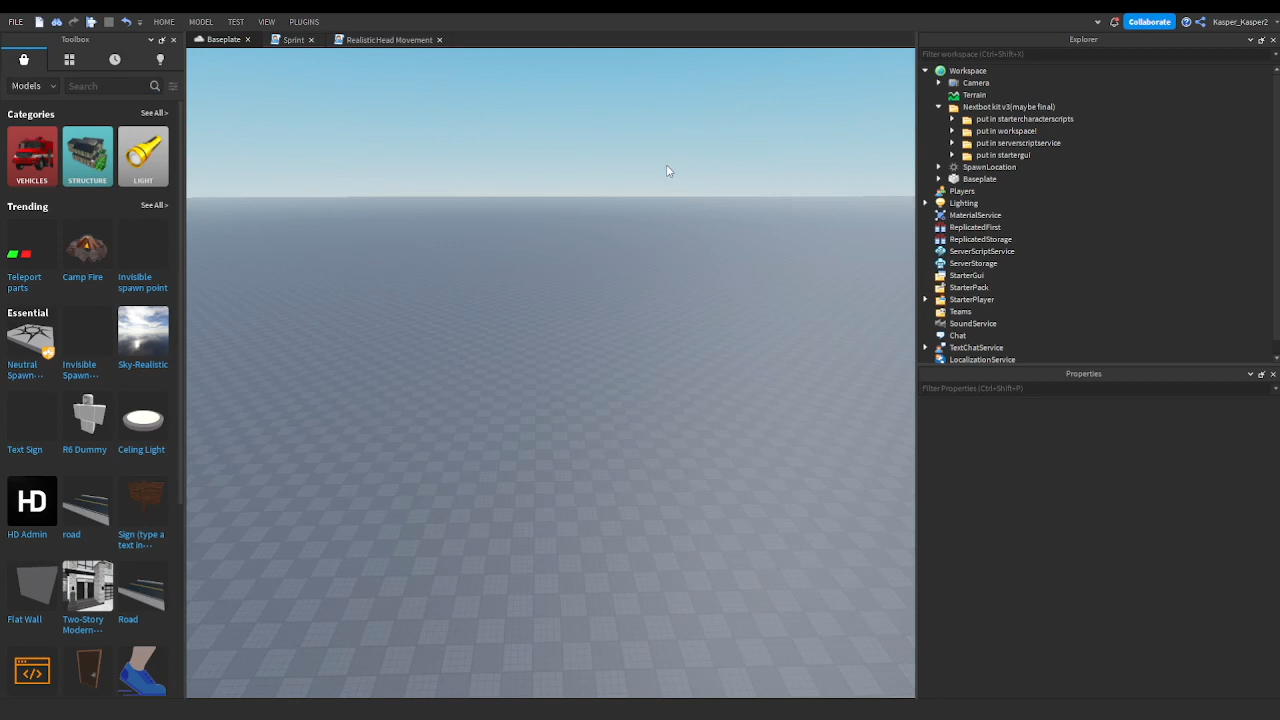 FILE HOME MODEL TEST VIEW PLUGINS Collaborate Kasper_Kasper2
Toolbox
Baseplate Sprint RealisticHead Movement
Explorer
Models Search
Categories See All >
VEHICLES STRUCTURE LIGHT
Trending See All >
Teleport parts
Camp Fire
Invisible spawn point
Essential
Neutral Spawn...
Invisible Spawn...
Sky-Realistic
Text Sign
R6 Dummy
Celing Light
HD
HD Admin
road
Sign (type a text in...
Flat Wall
Two-Story Modern...
Road
Filter workspace (Ctrl+Shift+X)
Workspace
Camera
Terrain
Nextbot kit v3(maybe final)
put in startercharacterscripts
put in workspace!
put in serverscriptservice
put in startergui
SpawnLocation
Baseplate
Players
Lighting
MaterialService
ReplicatedFirst
ReplicatedStorage
ServerScriptService
ServerStorage
StarterGui
StarterPack
StarterPlayer
Teams
SoundService
Chat
TextChatService
LocalizationService
Properties
Filter Properties (Ctrl+Shift+P)